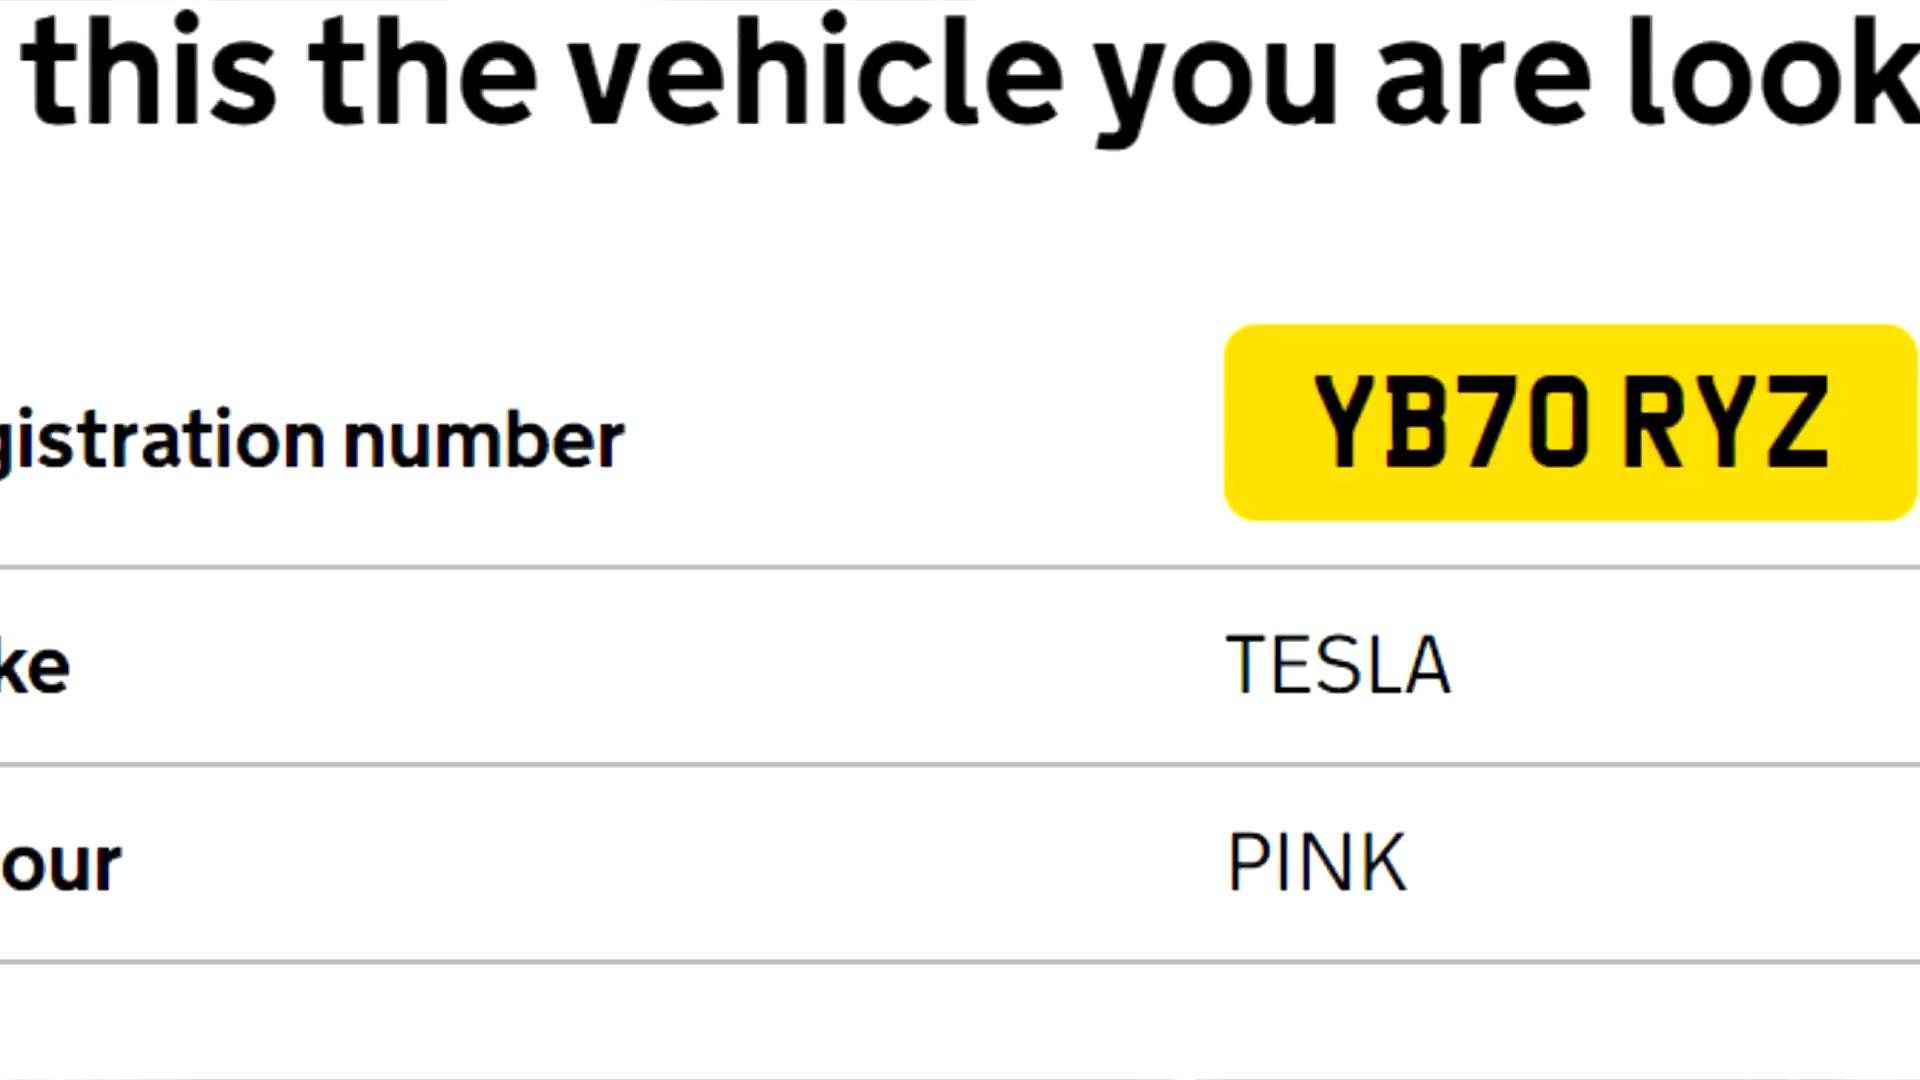 this the vehicle you are look
gistration number YB70 RYZ
ke TESLA
our PINK